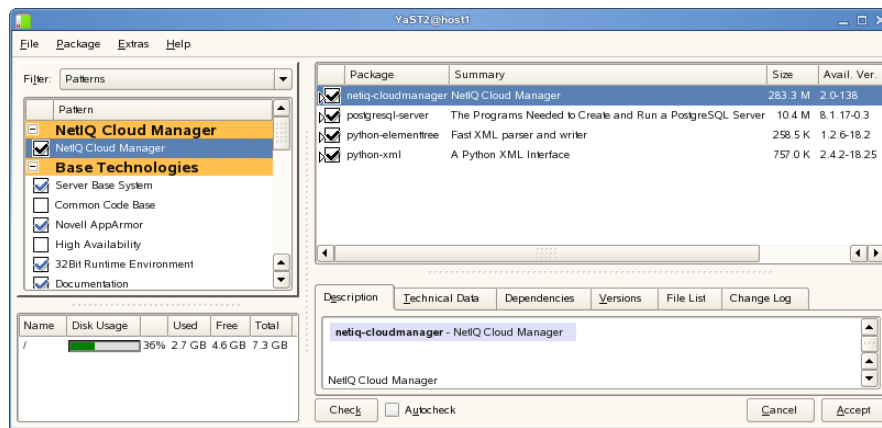 YaST2@host1
File Package Extras Help
Filter: Patterns
Pattern
NetIQ Cloud Manager
NetIQ Cloud Manager
Base Technologies
Server Base System
Common Code Base
Novell AppArmor
High Availability
32Bit Runtime Environment
Documentation
Name Disk Usage Used Free Total
/ 36% 2.7 GB 4.6 GB 7.3 GB
Package Summary Size Avail. Ver.
netiq-cloudmanager NetIQ Cloud Manager 283.3 M 2.0-138
postgresql-server The Programs Needed to Create and Run a PostgreSQL Server 10.4 M 8.1.17-0.3
python-elementtree Fast XML parser and writer 258.5 K 1.2.6-18.2
python-xml A Python XML Interface 757.0 K 2.4.2-18.25
Description Technical Data Dependencies Versions File List Change Log
netiq-cloudmanager - NetIQ Cloud Manager
NetIQ Cloud Manager
Check Autocheck Cancel Accept